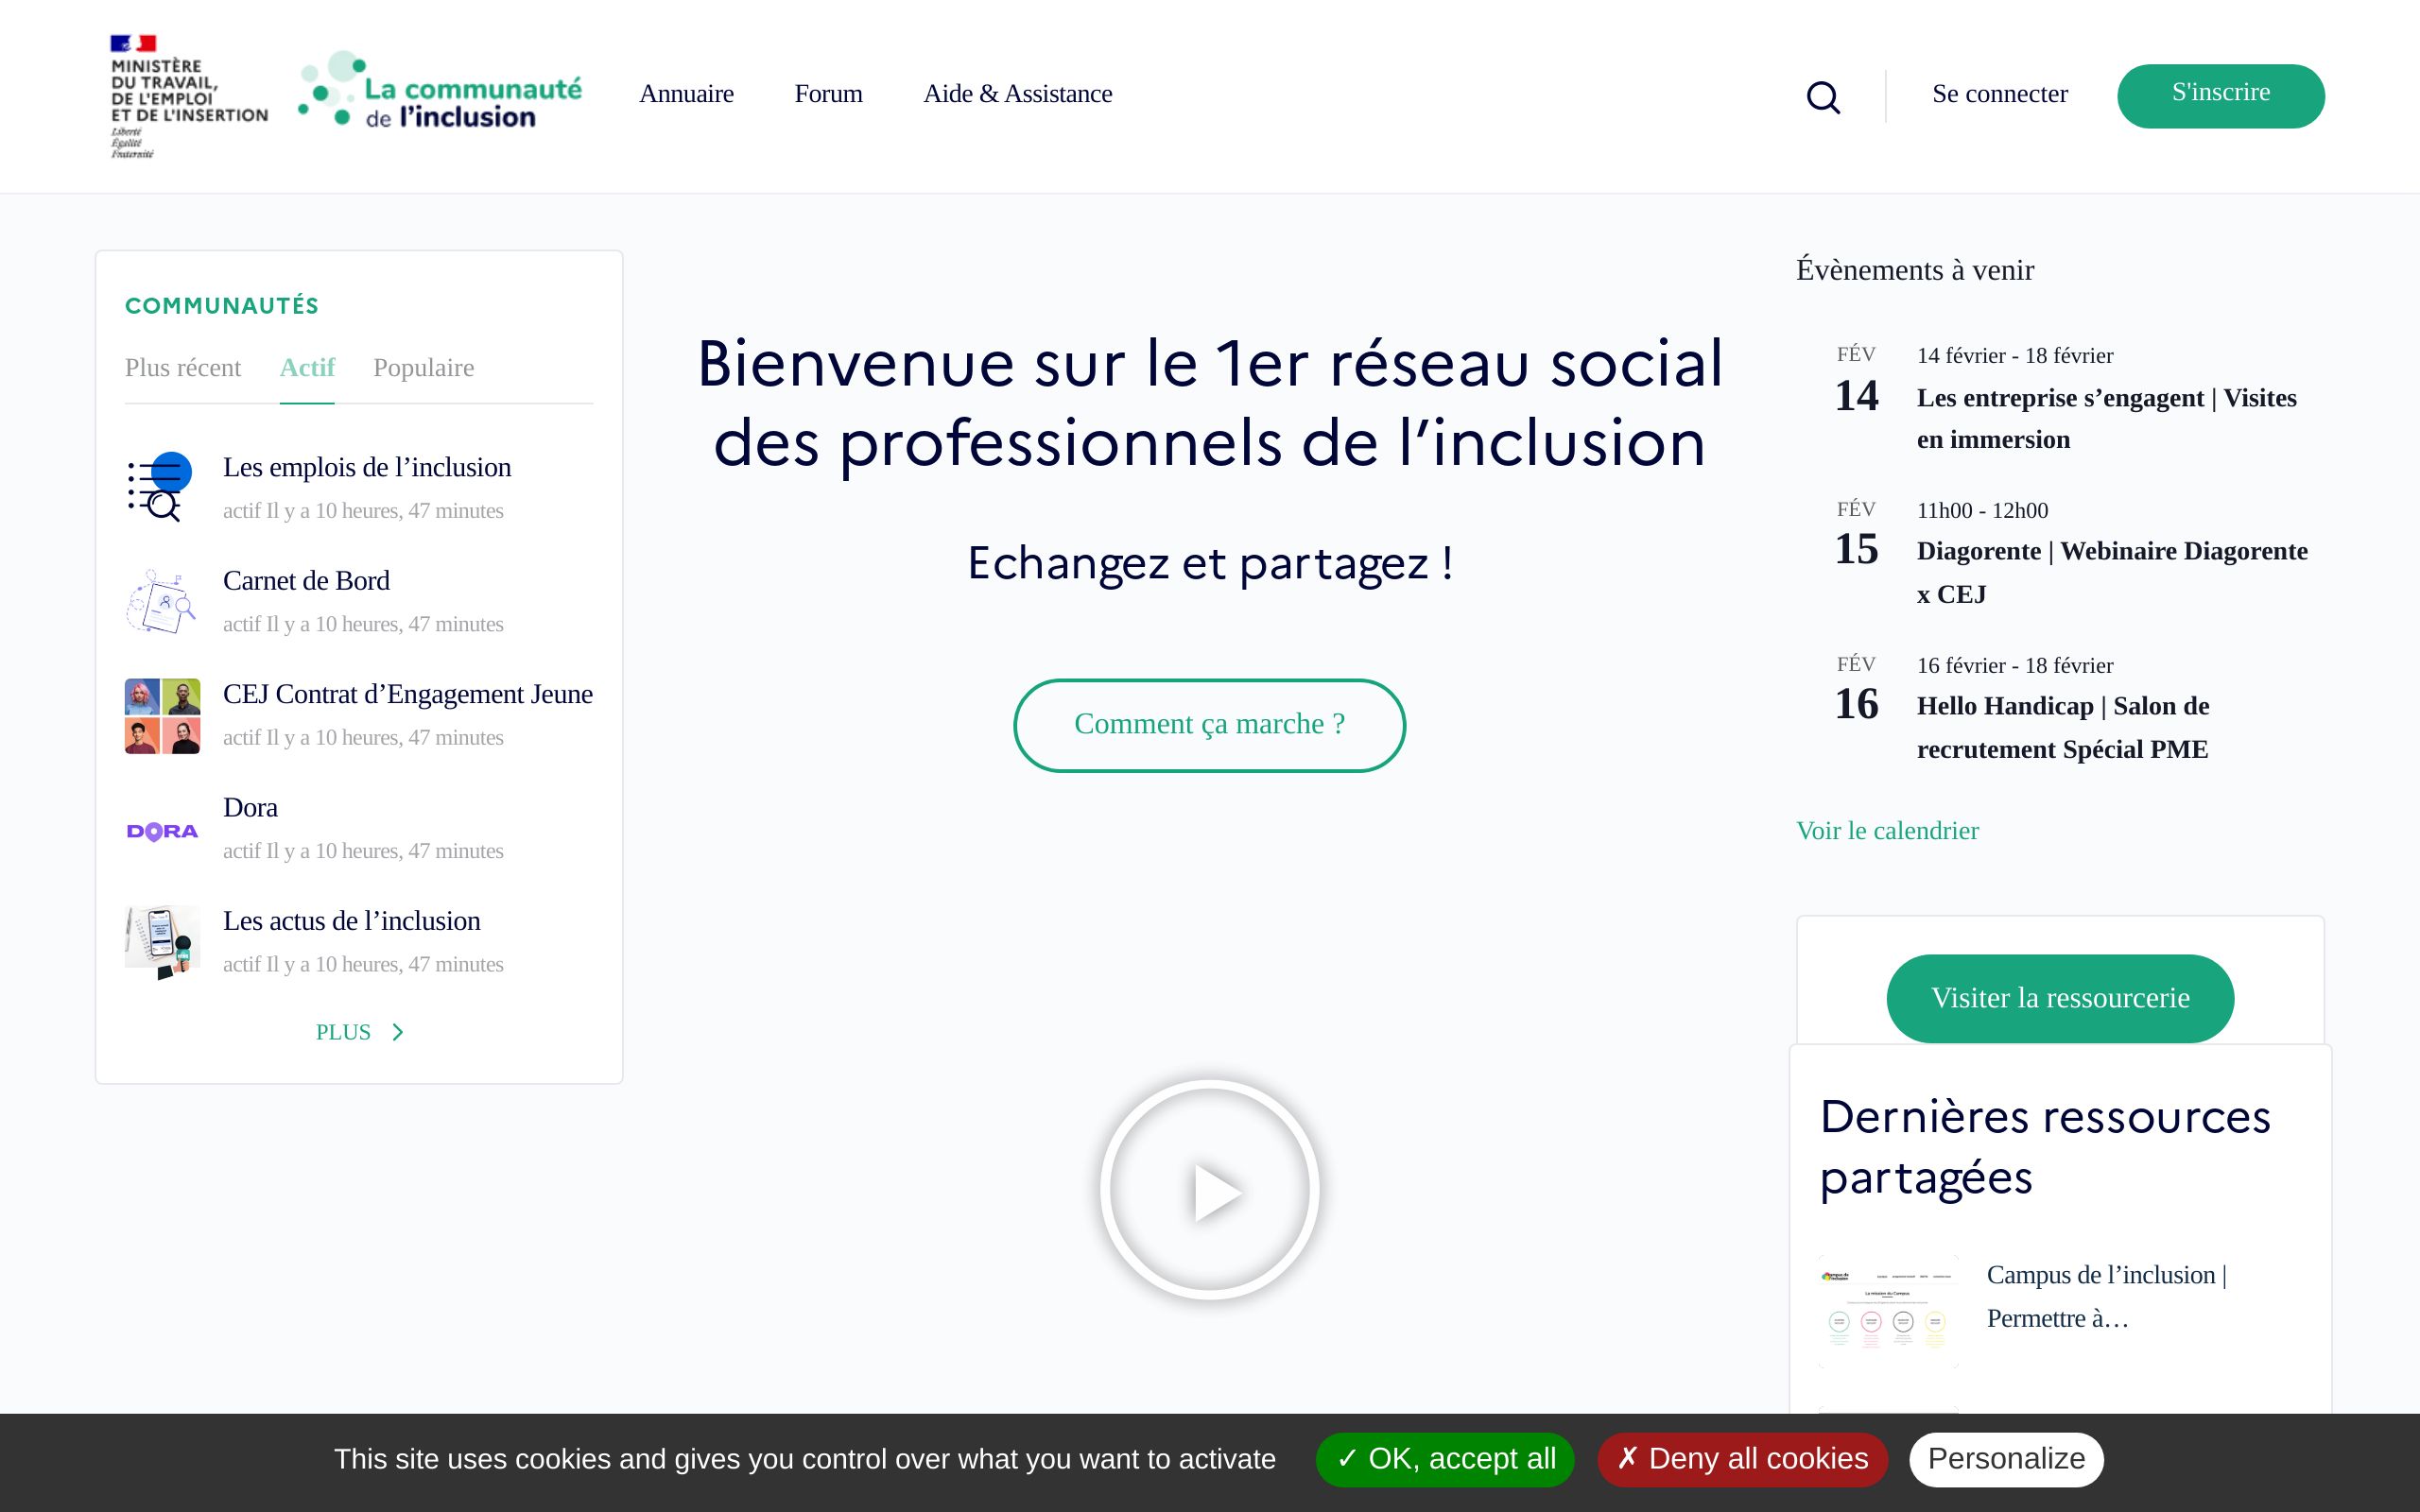 MINISTÈRE
DU TRAVAIL,
DE L'EMPLOI
ET DE L'INSERTION
Liberté
Égalité
Fraternité
La communauté
de l'inclusion
Annuaire
Forum
Aide & Assistance
Se connecter
S'inscrire
COMMUNAUTÉS
Plus récent Actif Populaire
Les emplois de l’inclusion
actif Il y a 10 heures, 47 minutes
Carnet de Bord
actif Il y a 10 heures, 47 minutes
CEJ Contrat d’Engagement Jeune
actif Il y a 10 heures, 47 minutes
DORA
Dora
actif Il y a 10 heures, 47 minutes
Les actus de l’inclusion
actif Il y a 10 heures, 47 minutes
PLUS
Bienvenue sur le 1er réseau social
des professionnels de l’inclusion
Echangez et partagez !
Comment ça marche ?
Évènements à venir
FÉV
14
14 février - 18 février
Les entreprise s’engagent | Visites
en immersion
FÉV
15
11h00 - 12h00
Diagorente | Webinaire Diagorente
x CEJ
FÉV
16
16 février - 18 février
Hello Handicap | Salon de
recrutement Spécial PME
Voir le calendrier
Visiter la ressourcerie
Dernières ressources
partagées
La mission du Campus
Campus de l’inclusion |
Permettre à…
This site uses cookies and gives you control over what you want to activate
✓ OK, accept all
✗ Deny all cookies
Personalize